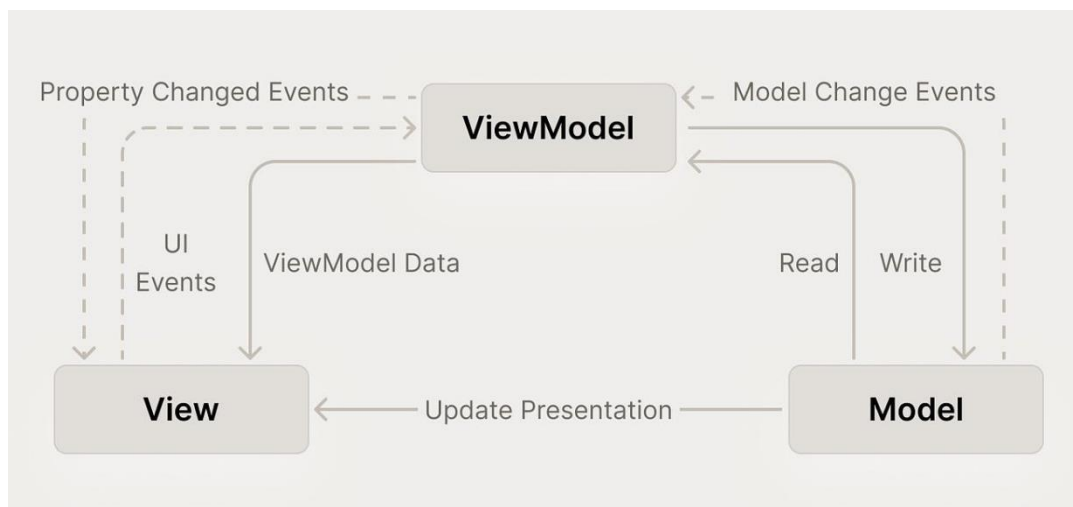 Property Changed Events
Model Change Events
ViewModel
UI
Events
ViewModel Data
Read
Write
View
Update Presentation
Model